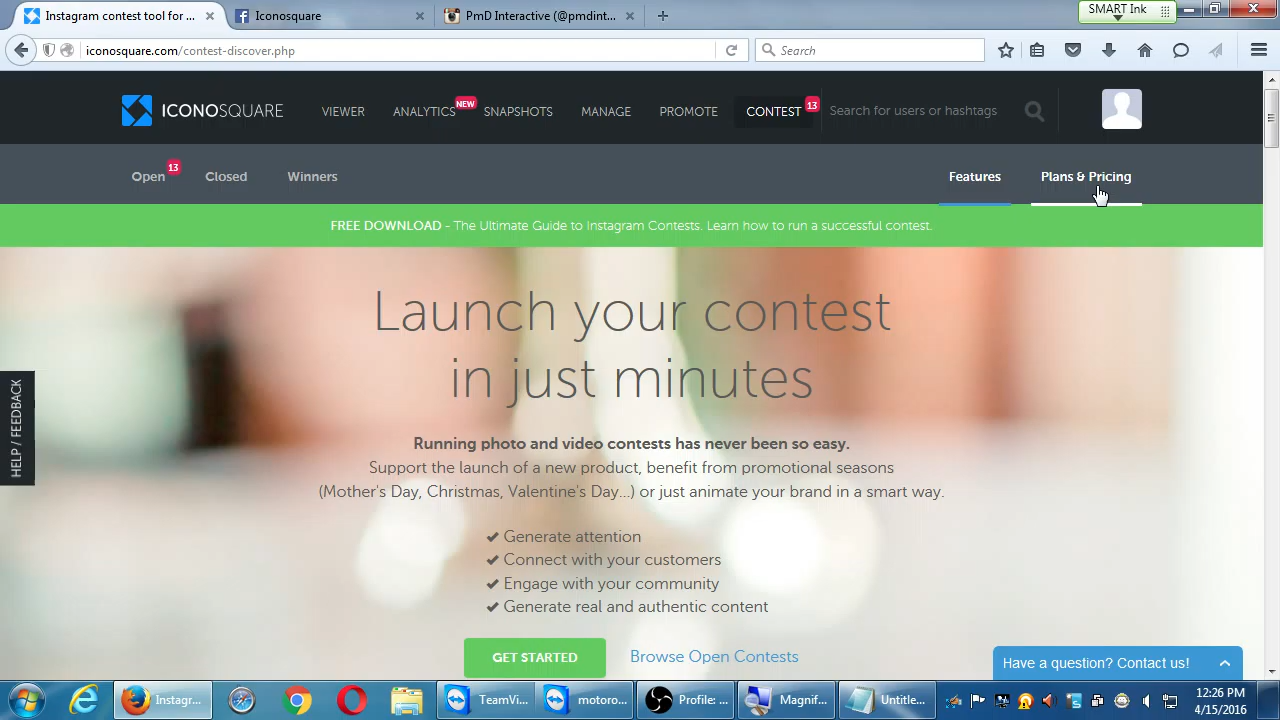 Instagram contest tool for ...
Iconosquare
PmD Interactive (@pmdint...
SMART Ink
iconosquare.com/contest-discover.php
Search
ICONOSQUARE
VIEWER
ANALYTICS NEW
SNAPSHOTS
MANAGE
PROMOTE
CONTEST 13
Search for users or hashtags
Open 13
Closed
Winners
Features
Plans & Pricing
FREE DOWNLOAD - The Ultimate Guide to Instagram Contests. Learn how to run a successful contest.
Launch your contest
in just minutes
Running photo and video contests has never been so easy.
Support the launch of a new product, benefit from promotional seasons
(Mother's Day, Christmas, Valentine's Day...) or just animate your brand in a smart way.
✔ Generate attention
✔ Connect with your customers
✔ Engage with your community
✔ Generate real and authentic content
GET STARTED
Browse Open Contests
HELP / FEEDBACK
Have a question? Contact us!
Instagr...
TeamVi...
motoro...
Profile: ...
Magnif...
Untitle...
12:26 PM
4/15/2016